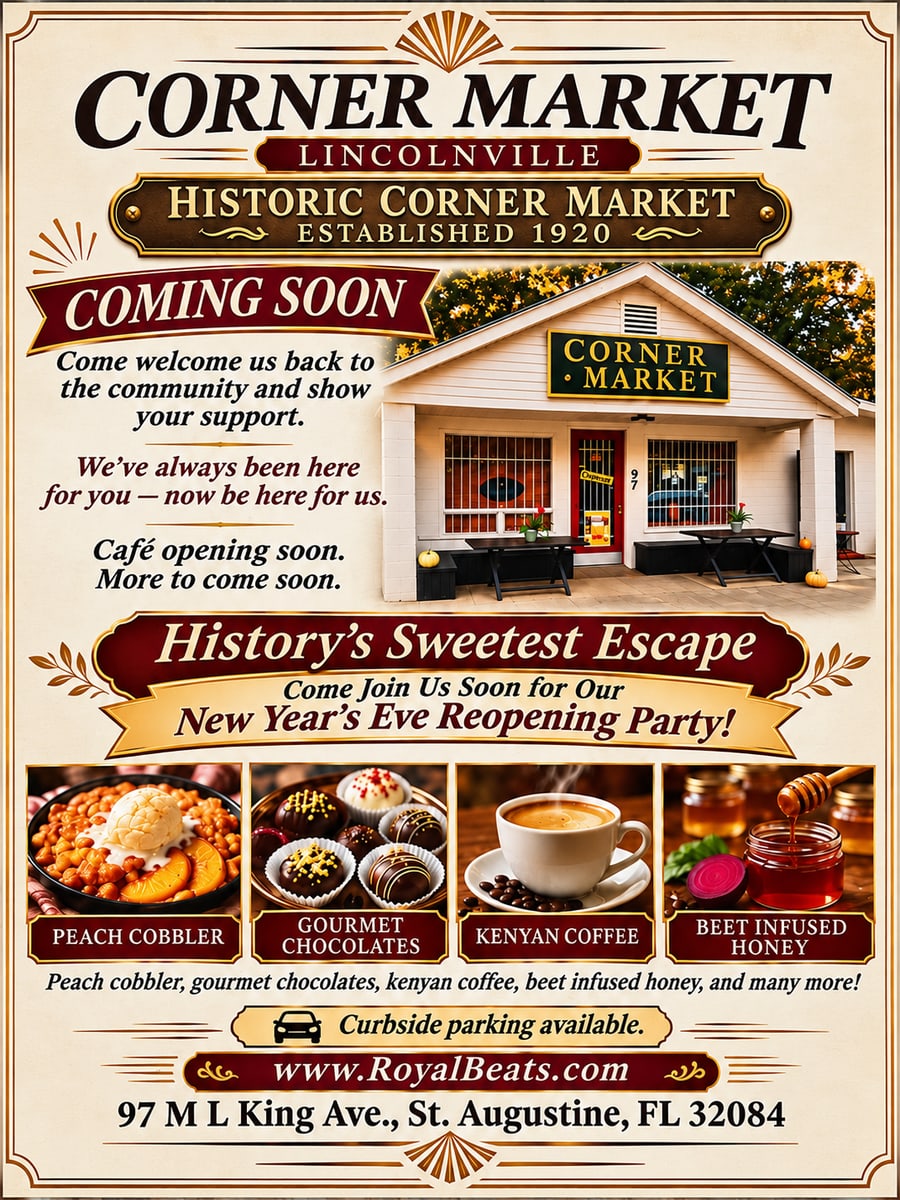 CORNER MARKET
LINCOLNVILLE
HISTORIC CORNER MARKET
ESTABLISHED 1920
COMING SOON
Come welcome us back to
the community and show
your support.
We've always been here
for you — now be here for us.
Café opening soon.
More to come soon.
CORNER
· MARKET
97
History's Sweetest Escape
Come Join Us Soon for Our
New Year's Eve Reopening Party!
PEACH COBBLER
GOURMET
CHOCOLATES
KENYAN COFFEE
BEET INFUSED
HONEY
Peach cobbler, gourmet chocolates, kenyan coffee, beet infused honey, and many more!
Curbside parking available.
www.RoyalBeats.com
97 M L King Ave., St. Augustine, FL 32084